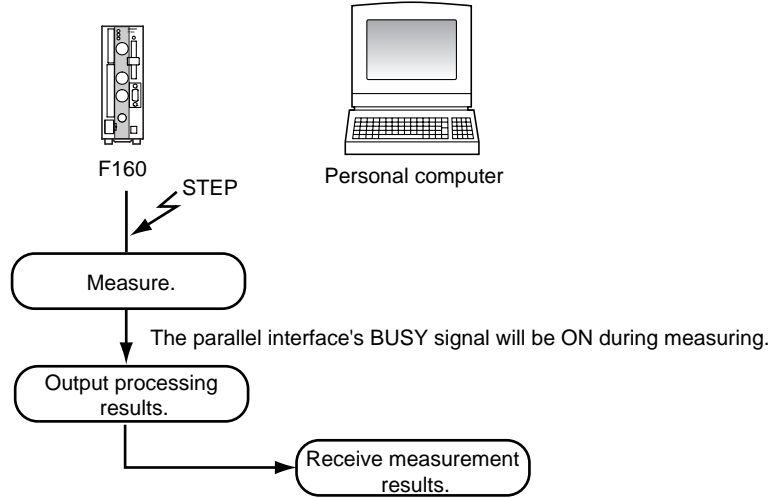 F160
Personal computer
STEP
Measure.
The parallel interface's BUSY signal will be ON during measuring.
Output processing
results.
Receive measurement
results.